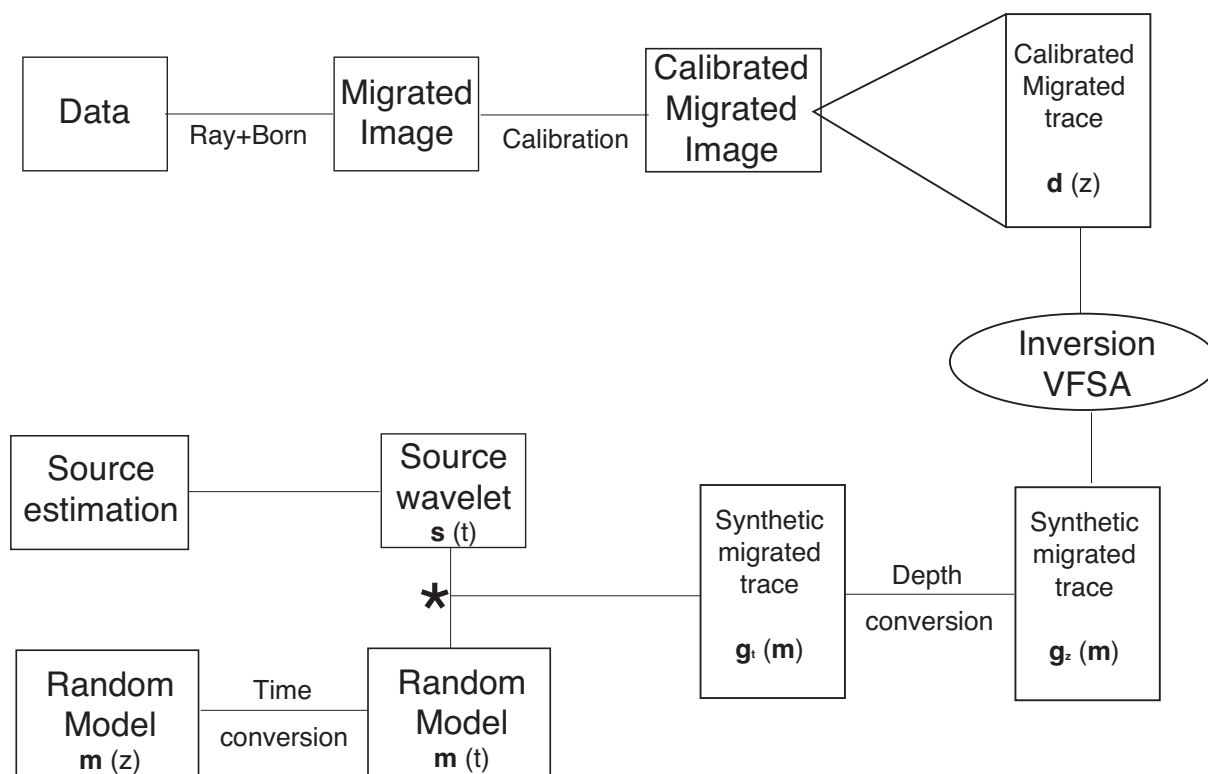 Data
Ray+Born
Migrated
Image
Calibration
Calibrated
Migrated
Image
Calibrated
Migrated
trace
d (z)
Inversion
VFSA
Source
estimation
Source
wavelet
s (t)
*
Random
Model
m (z)
Time
conversion
Random
Model
m (t)
Synthetic
migrated
trace
gt (m)
Depth
conversion
Synthetic
migrated
trace
gz (m)